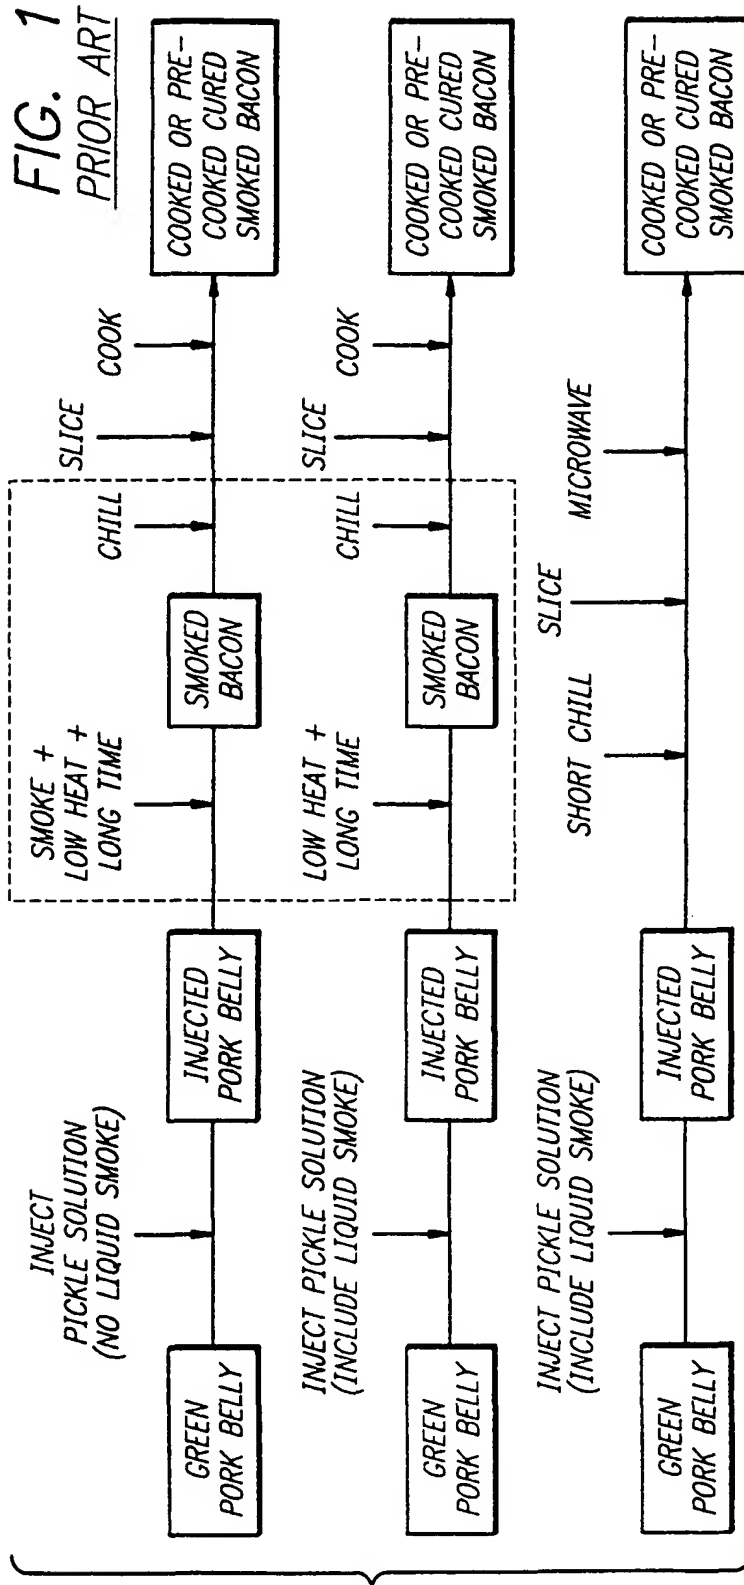 FIG. 1
PRIOR ART
INJECT
PICKLE SOLUTION
(NO LIQUID SMOKE)
SMOKE +
LOW HEAT +
LONG TIME
CHILL
SLICE
COOK
GREEN
PORK BELLY
INJECTED
PORK BELLY
SMOKED
BACON
COOKED OR PRE-
COOKED CURED
SMOKED BACON
INJECT PICKLE SOLUTION
(INCLUDE LIQUID SMOKE)
LOW HEAT +
LONG TIME
CHILL
SLICE
COOK
GREEN
PORK BELLY
INJECTED
PORK BELLY
SMOKED
BACON
COOKED OR PRE-
COOKED CURED
SMOKED BACON
INJECT PICKLE SOLUTION
(INCLUDE LIQUID SMOKE)
SHORT CHILL
SLICE
MICROWAVE
GREEN
PORK BELLY
INJECTED
PORK BELLY
COOKED OR PRE-
COOKED CURED
SMOKED BACON